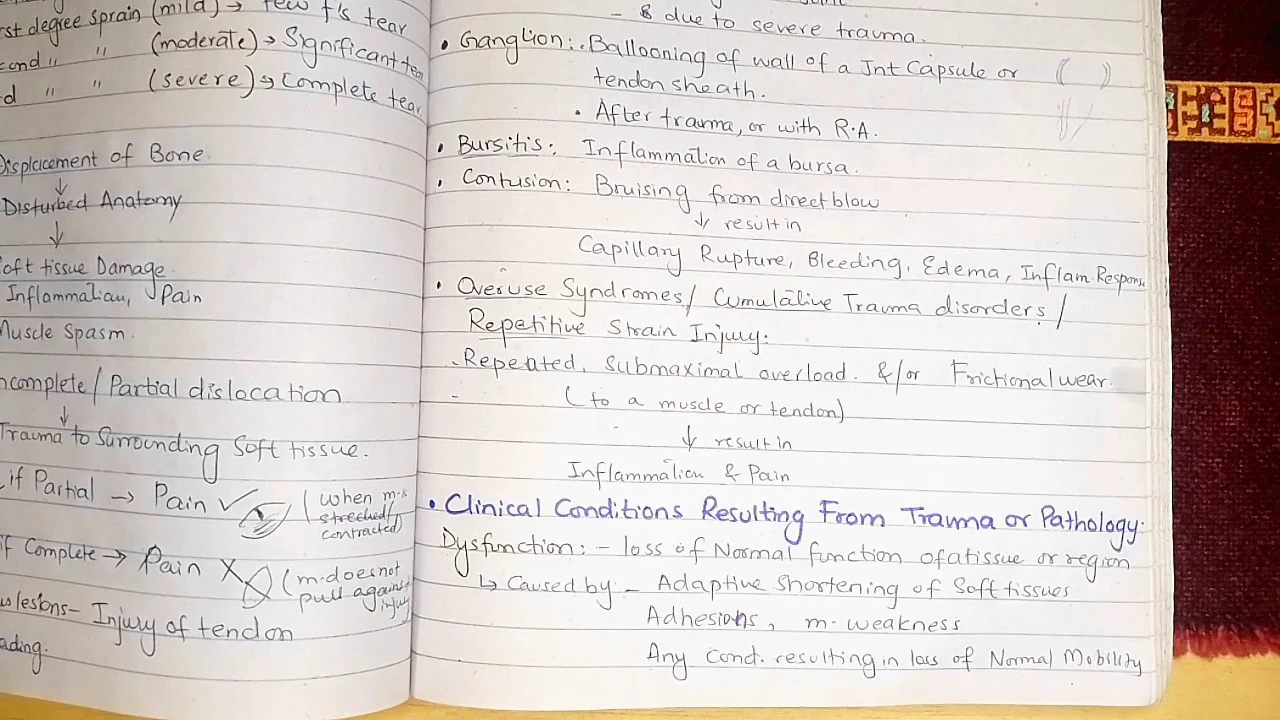 degree sprain (mild) → few f's tear
" (moderate) → Significant tear
" " (severe) → Complete tear
Displacement of Bone.
↓
Disturbed Anatomy
↓
oft tissue Damage
Inflammation, Pain
Muscle Spasm.
ncomplete / Partial dislocation
↓
Trauma to Surrounding Soft tissue.
if Partial → Pain ✓ (when m. is
streched/
contracted)
if Complete → Pain X (m. does not
pull against
injury
lesions - Injury of tendon
ading.
- & due to severe trauma.
• Ganglion: • Ballooning of wall of a Jnt Capsule or
tendon sheath.
• After trauma, or with R.A.
• Bursitis: Inflammation of a bursa.
• Contusion: Bruising from direct blow
↓ result in
Capillary Rupture, Bleeding, Edema, Inflam. Respons
• Overuse Syndromes / Cumulative Trauma disorders /
Repetitive Strain Injury.
. Repeated, Submaximal overload. &/or Frictional wear.
(to a muscle or tendon)
↓ result in
Inflammation & Pain
• Clinical Conditions Resulting From Trauma or Pathology.
Dysfunction: - loss of Normal function of a tissue or region
↳ Caused by - Adaptive Shortening of Soft tissues
Adhesions, m. weakness
Any Cond. resulting in loss of Normal Mobility